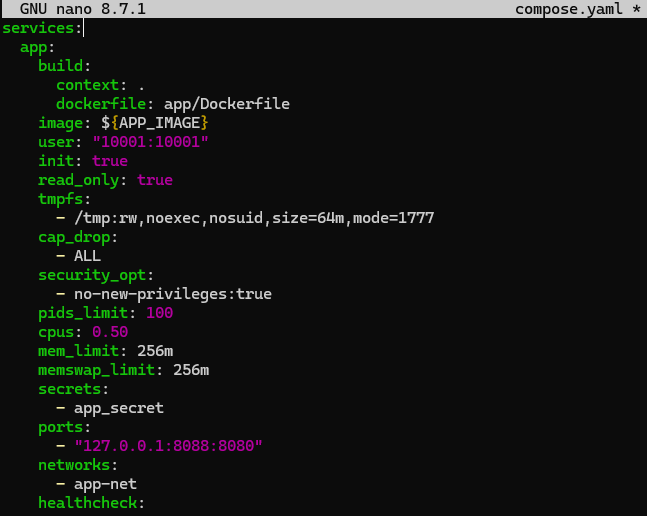 GNU nano 8.7.1 compose.yaml *
services:
  app:
    build:
      context: .
      dockerfile: app/Dockerfile
    image: ${APP_IMAGE}
    user: "10001:10001"
    init: true
    read_only: true
    tmpfs:
      - /tmp:rw,noexec,nosuid,size=64m,mode=1777
    cap_drop:
      - ALL
    security_opt:
      - no-new-privileges:true
    pids_limit: 100
    cpus: 0.50
    mem_limit: 256m
    memswap_limit: 256m
    secrets:
      - app_secret
    ports:
      - "127.0.0.1:8088:8080"
    networks:
      - app-net
    healthcheck: